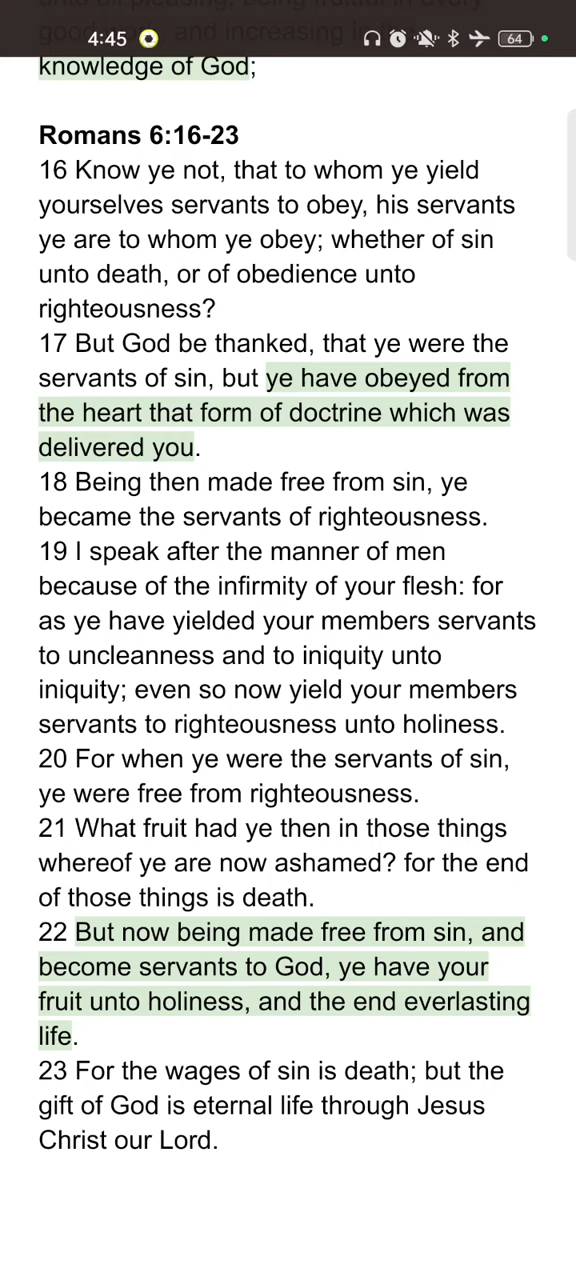 good work, and increasing in
4:45
64
knowledge of God;
Romans 6:16-23
16 Know ye not, that to whom ye yield
yourselves servants to obey, his servants
ye are to whom ye obey; whether of sin
unto death, or of obedience unto
righteousness?
17 But God be thanked, that ye were the
servants of sin, but ye have obeyed from
the heart that form of doctrine which was
delivered you.
18 Being then made free from sin, ye
became the servants of righteousness.
19 I speak after the manner of men
because of the infirmity of your flesh: for
as ye have yielded your members servants
to uncleanness and to iniquity unto
iniquity; even so now yield your members
servants to righteousness unto holiness.
20 For when ye were the servants of sin,
ye were free from righteousness.
21 What fruit had ye then in those things
whereof ye are now ashamed? for the end
of those things is death.
22 But now being made free from sin, and
become servants to God, ye have your
fruit unto holiness, and the end everlasting
life.
23 For the wages of sin is death; but the
gift of God is eternal life through Jesus
Christ our Lord.